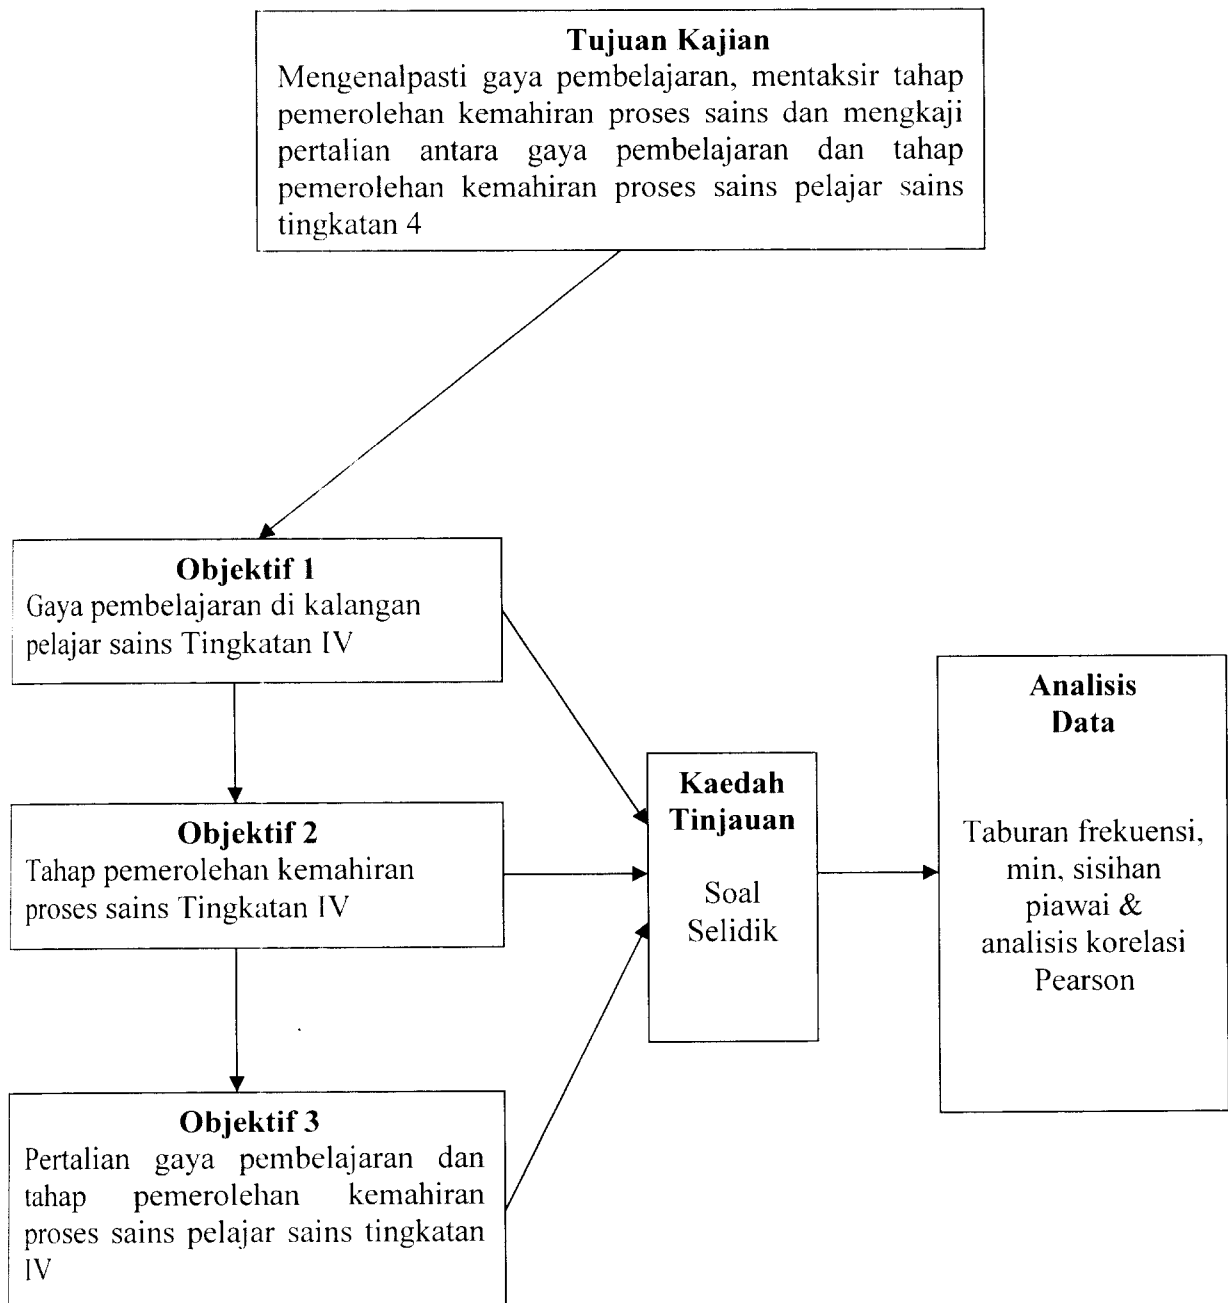 Tujuan Kajian
Mengenalpasti gaya pembelajaran, mentaksir tahap
pemerolehan kemahiran proses sains dan mengkaji
pertalian antara gaya pembelajaran dan tahap
pemerolehan kemahiran proses sains pelajar sains
tingkatan 4
Objektif 1
Gaya pembelajaran di kalangan
pelajar sains Tingkatan IV
Objektif 2
Tahap pemerolehan kemahiran
proses sains Tingkatan IV
Objektif 3
Pertalian gaya pembelajaran dan
tahap pemerolehan kemahiran
proses sains pelajar sains tingkatan
IV
Kaedah
Tinjauan
Soal
Selidik
Analisis
Data
Taburan frekuensi,
min, sisihan
piawai &
analisis korelasi
Pearson